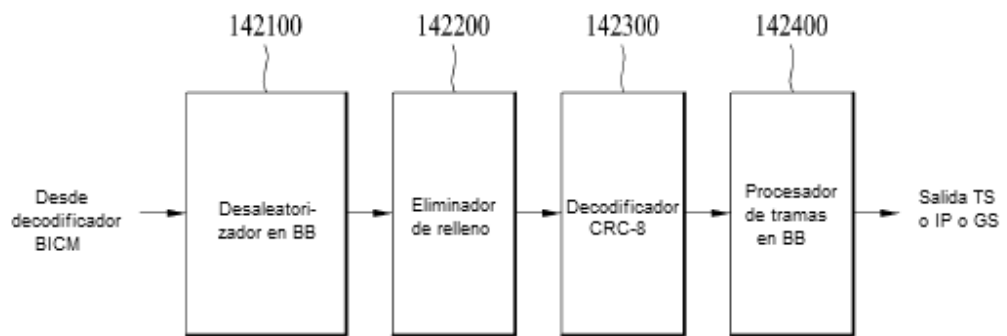 142100
142200
142300
142400
Desde
decodificador
BICM
Desaleatori-
zador en BB
Eliminador
de relleno
Decodificador
CRC-8
Procesador
de tramas
en BB
Salida TS
o IP o GS